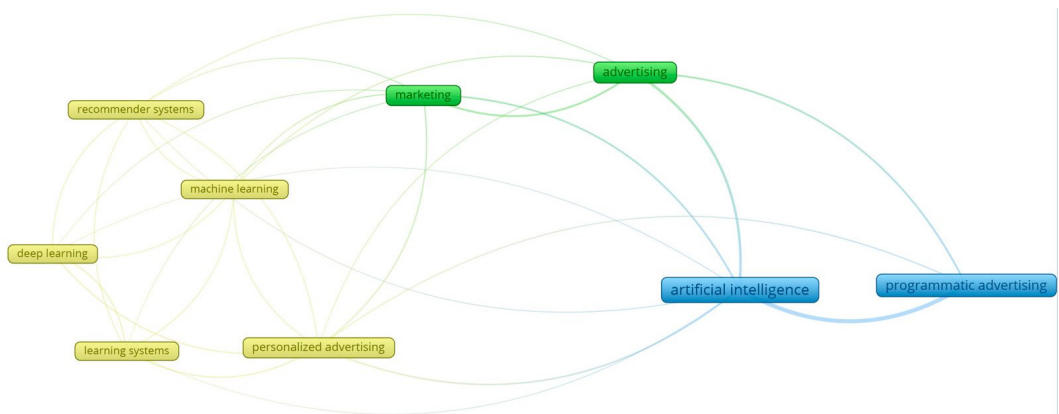 advertising
marketing
recommender systems
machine learning
deep learning
artificial intelligence
programmatic advertising
learning systems
personalized advertising